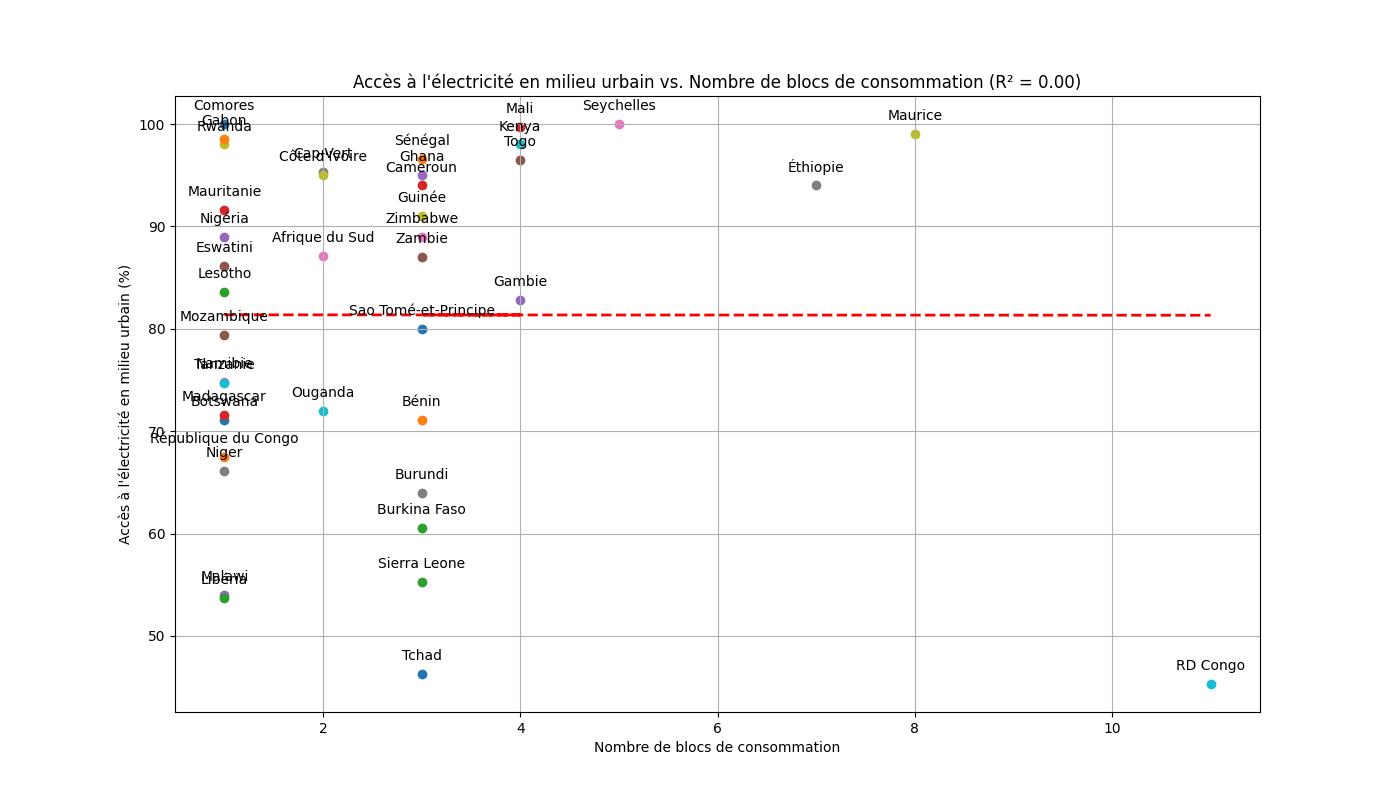 Accès à l'électricité en milieu urbain vs. Nombre de blocs de consommation (R² = 0.00)
Accès à l'électricité en milieu urbain (%)
100
90
80
70
60
50
Comores
Gabon
Rwanda
Cap-Vert
Côte d'Ivoire
Sénégal
Ghana
Cameroun
Mali
Kenya
Togo
Seychelles
Maurice
Éthiopie
Mauritanie
Nigéria
Eswatini
Lesotho
Afrique du Sud
Guinée
Zimbabwe
Zambie
Gambie
Sao Tomé-et-Principe
Mozambique
Namibie
Tanzanie
Madagascar
Botswana
Ouganda
Bénin
République du Congo
Niger
Burundi
Burkina Faso
Sierra Leone
Malawi
Libéria
Tchad
RD Congo
2
4
6
8
10
Nombre de blocs de consommation